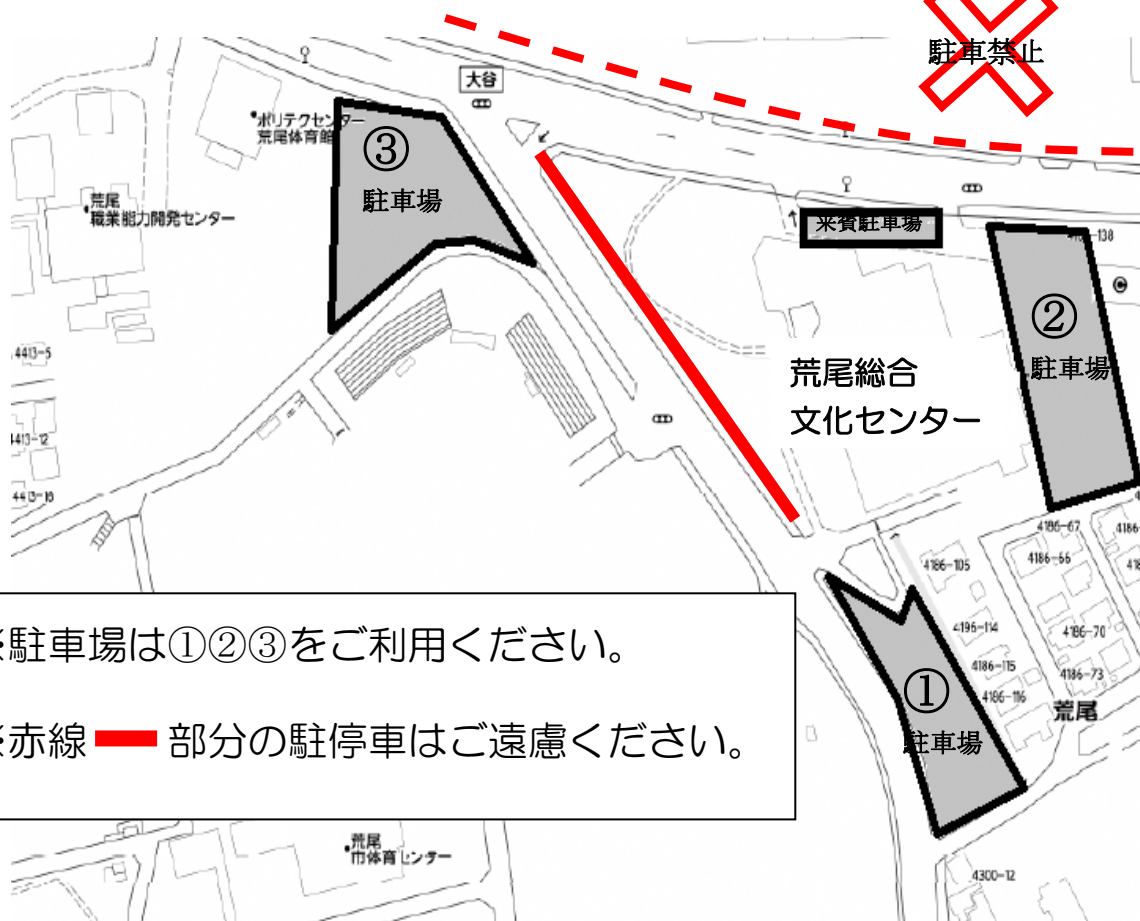 駐車禁止
大谷
ポリテクセンター
荒尾体育館
③
駐車場
荒尾
職業能力開発センター
来賓駐車場
138
②
駐車場
荒尾総合
文化センター
4413-5
4413-12
4186-67
4186-66
4186-105
4186-70
4186-115
4186-73
4186-116
荒尾
①
駐車場
※駐車場は①②③をご利用ください。
※赤線 部分の駐停車はご遠慮ください。
荒尾
市体育センター
4300-12